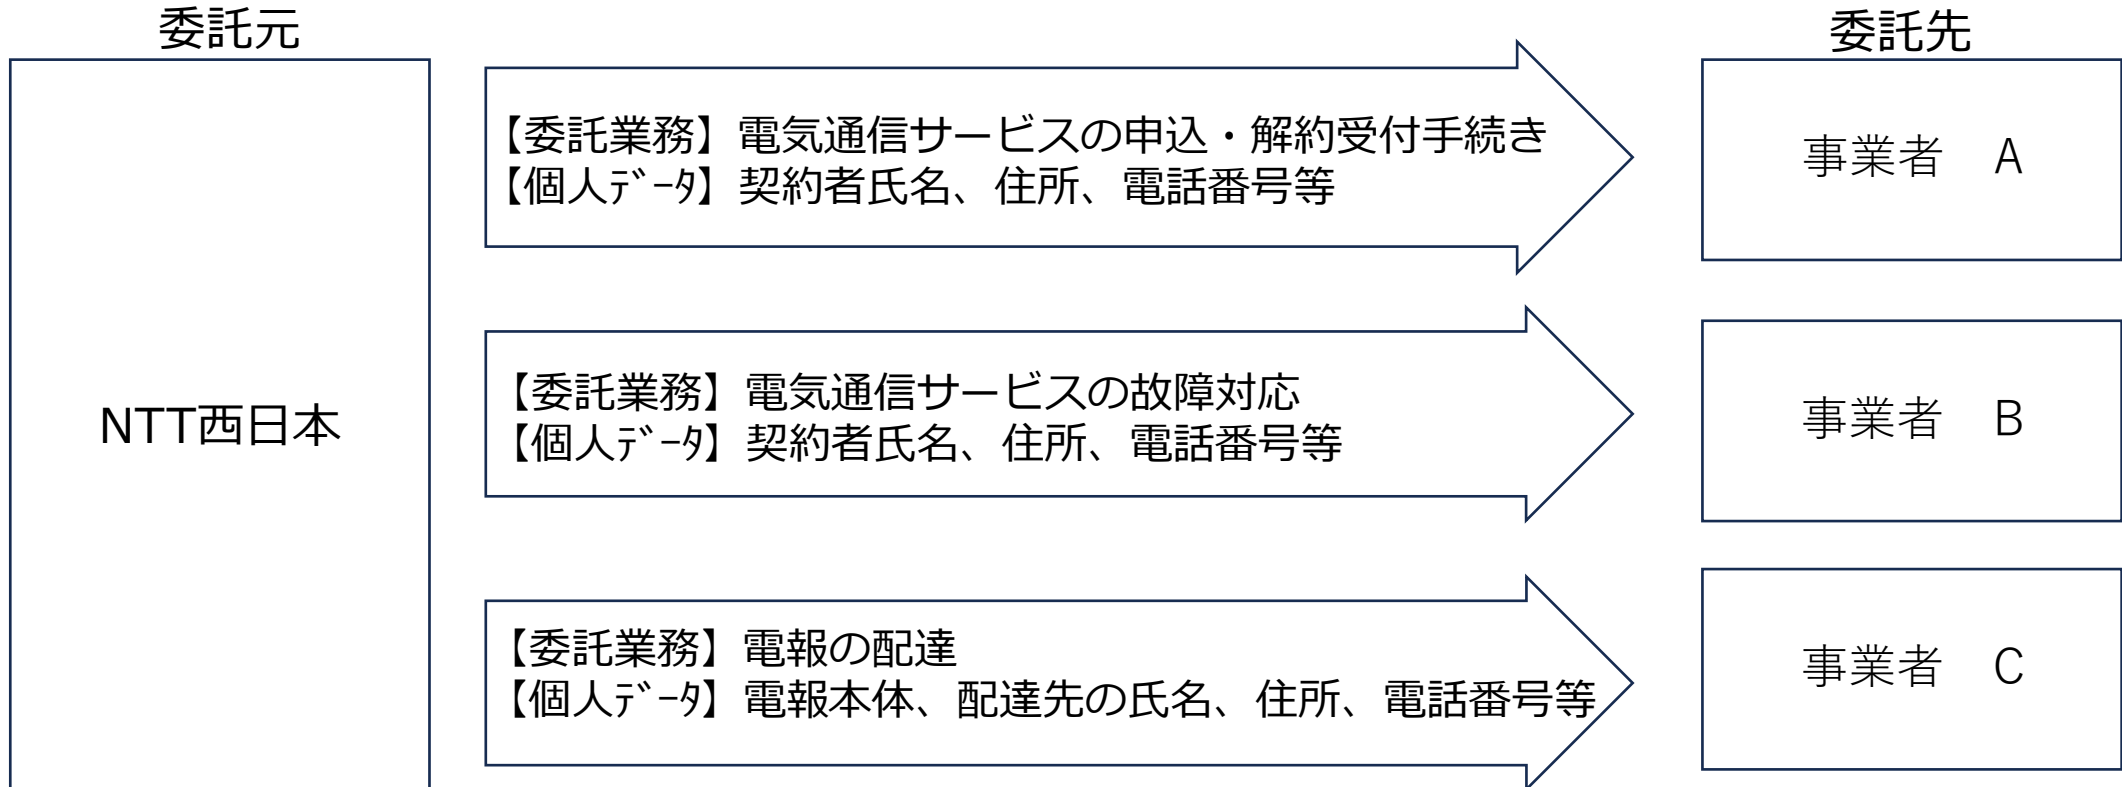 委託元
委託先
【委託業務】電気通信サービスの申込・解約受付手続き
【個人ﾃﾞｰﾀ】契約者氏名、住所、電話番号等
事業者　A
NTT西日本
【委託業務】電気通信サービスの故障対応
【個人ﾃﾞｰﾀ】契約者氏名、住所、電話番号等
事業者　B
【委託業務】電報の配達
【個人ﾃﾞｰﾀ】電報本体、配達先の氏名、住所、電話番号等
事業者　C